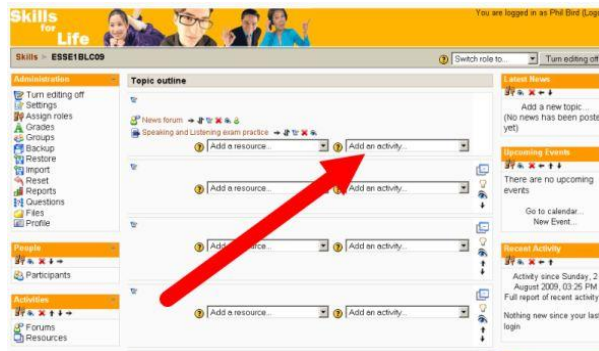 Skills
for
Life
You are logged in as Phil Bird (Logo
Skills ► ESSE1BLC09
Switch role to...
Turn editing off
Administration
Turn editing off
Settings
Assign roles
Grades
Groups
Backup
Restore
Import
Reset
Reports
Questions
Files
Profile
People
Participants
Activities
Forums
Resources
Topic outline
News forum
Speaking and Listening exam practice
Add a resource...
Add an activity...
Add a resource...
Add an activity...
Add a resource...
Add an activity...
Add a resource...
Add an activity...
Latest News
Add a new topic...
(No news has been poste
yet)
Upcoming Events
There are no upcoming
events
Go to calendar...
New Event...
Recent Activity
Activity since Sunday, 2
August 2009, 03:25 PM
Full report of recent activity
Nothing new since your last
login